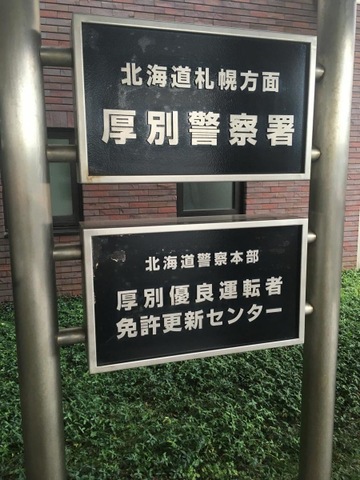 北海道札幌方面
厚別警察署
北海道警察本部
厚別優良運転者
免許更新センター